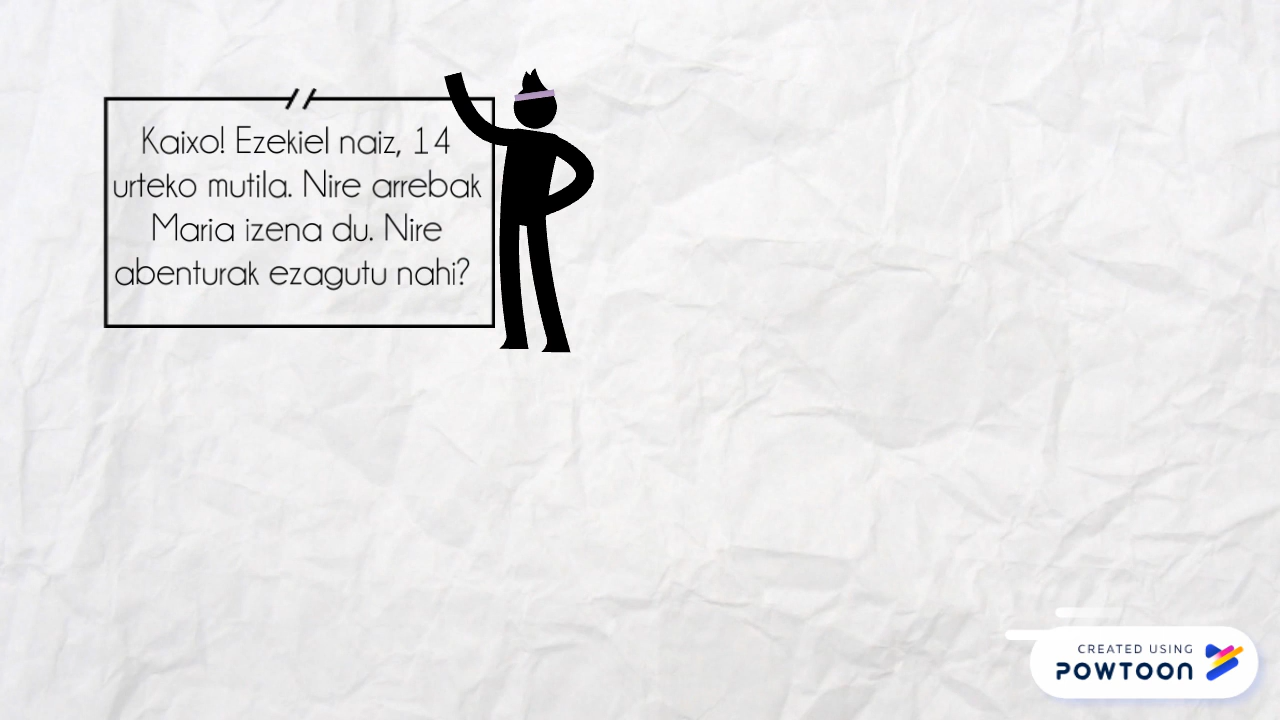 Kaixo! Ezekiel naiz, 14
urteko mutila. Nire arrebak
Maria izena du. Nire
abenturak ezagutu nahi?
CREATED USING
POWTOON